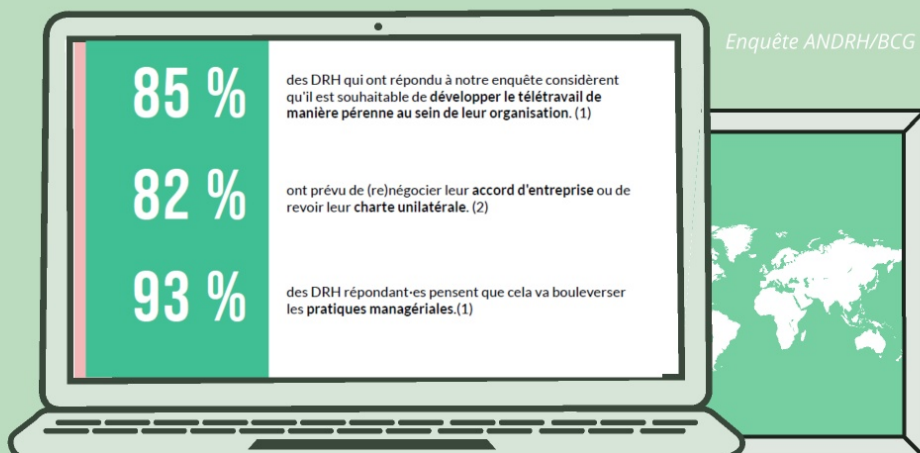 Enquête ANDRH/BCG
85 %
des DRH qui ont répondu à notre enquête considèrent
qu'il est souhaitable de développer le télétravail de
manière pérenne au sein de leur organisation. (1)
82 %
ont prévu de (re)négocier leur accord d'entreprise ou de
revoir leur charte unilatérale. (2)
93 %
des DRH répondant·es pensent que cela va bouleverser
les pratiques managériales.(1)